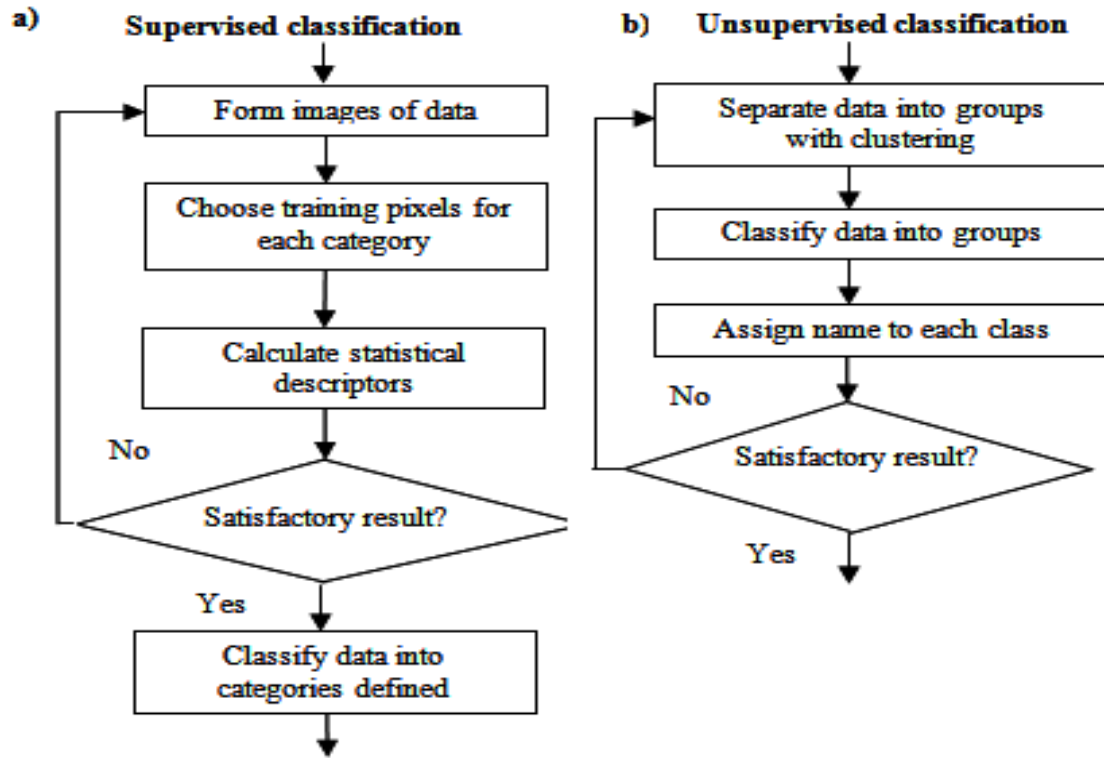 a)
Supervised classification
Form images of data
Choose training pixels for
each category
Calculate statistical
descriptors
No
Satisfactory result?
Yes
Classify data into
categories defined
b)
Unsupervised classification
Separate data into groups
with clustering
Classify data into groups
Assign name to each class
No
Satisfactory result?
Yes